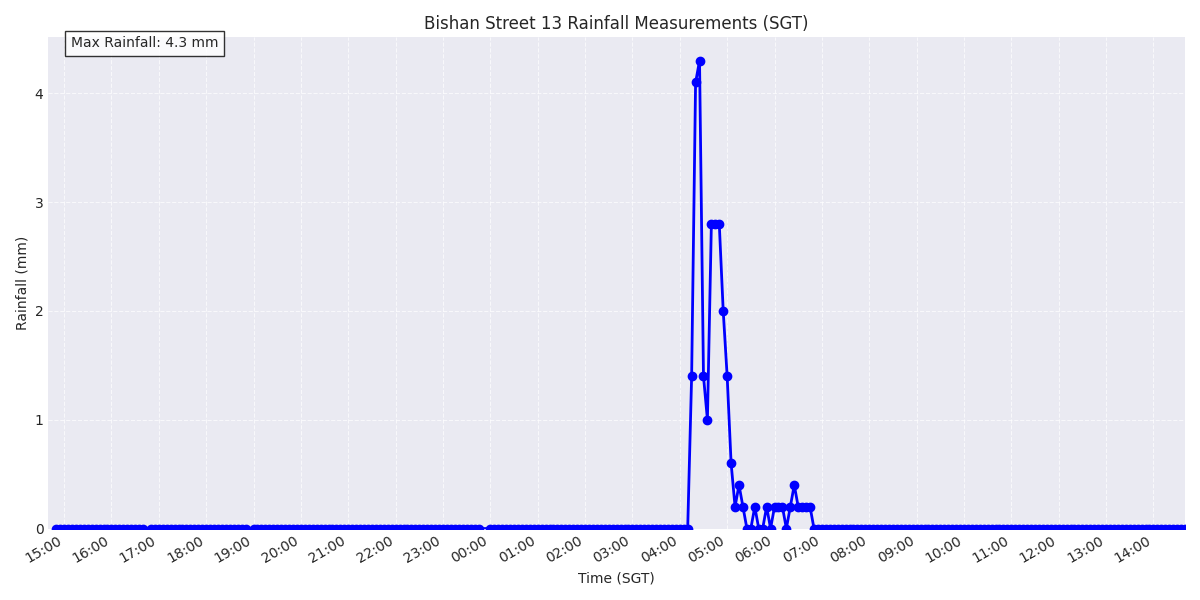 Bishan Street 13 Rainfall Measurements (SGT)
Max Rainfall: 4.3 mm
Rainfall (mm)
4
3
2
1
0
15:00 16:00 17:00 18:00 19:00 20:00 21:00 22:00 23:00 00:00 01:00 02:00 03:00 04:00 05:00 06:00 07:00 08:00 09:00 10:00 11:00 12:00 13:00 14:00
Time (SGT)